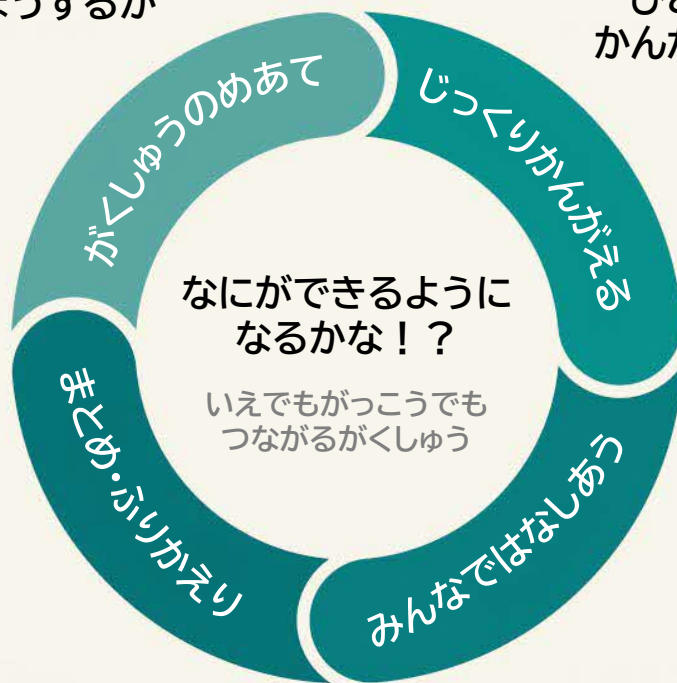 がくしゅうのめあて
じっくりかんがえる
なにができるように
なるかな！？
いえでもがっこうでも
つながるがくしゅう
みんなではなしあう
まとめ・ふりかえり